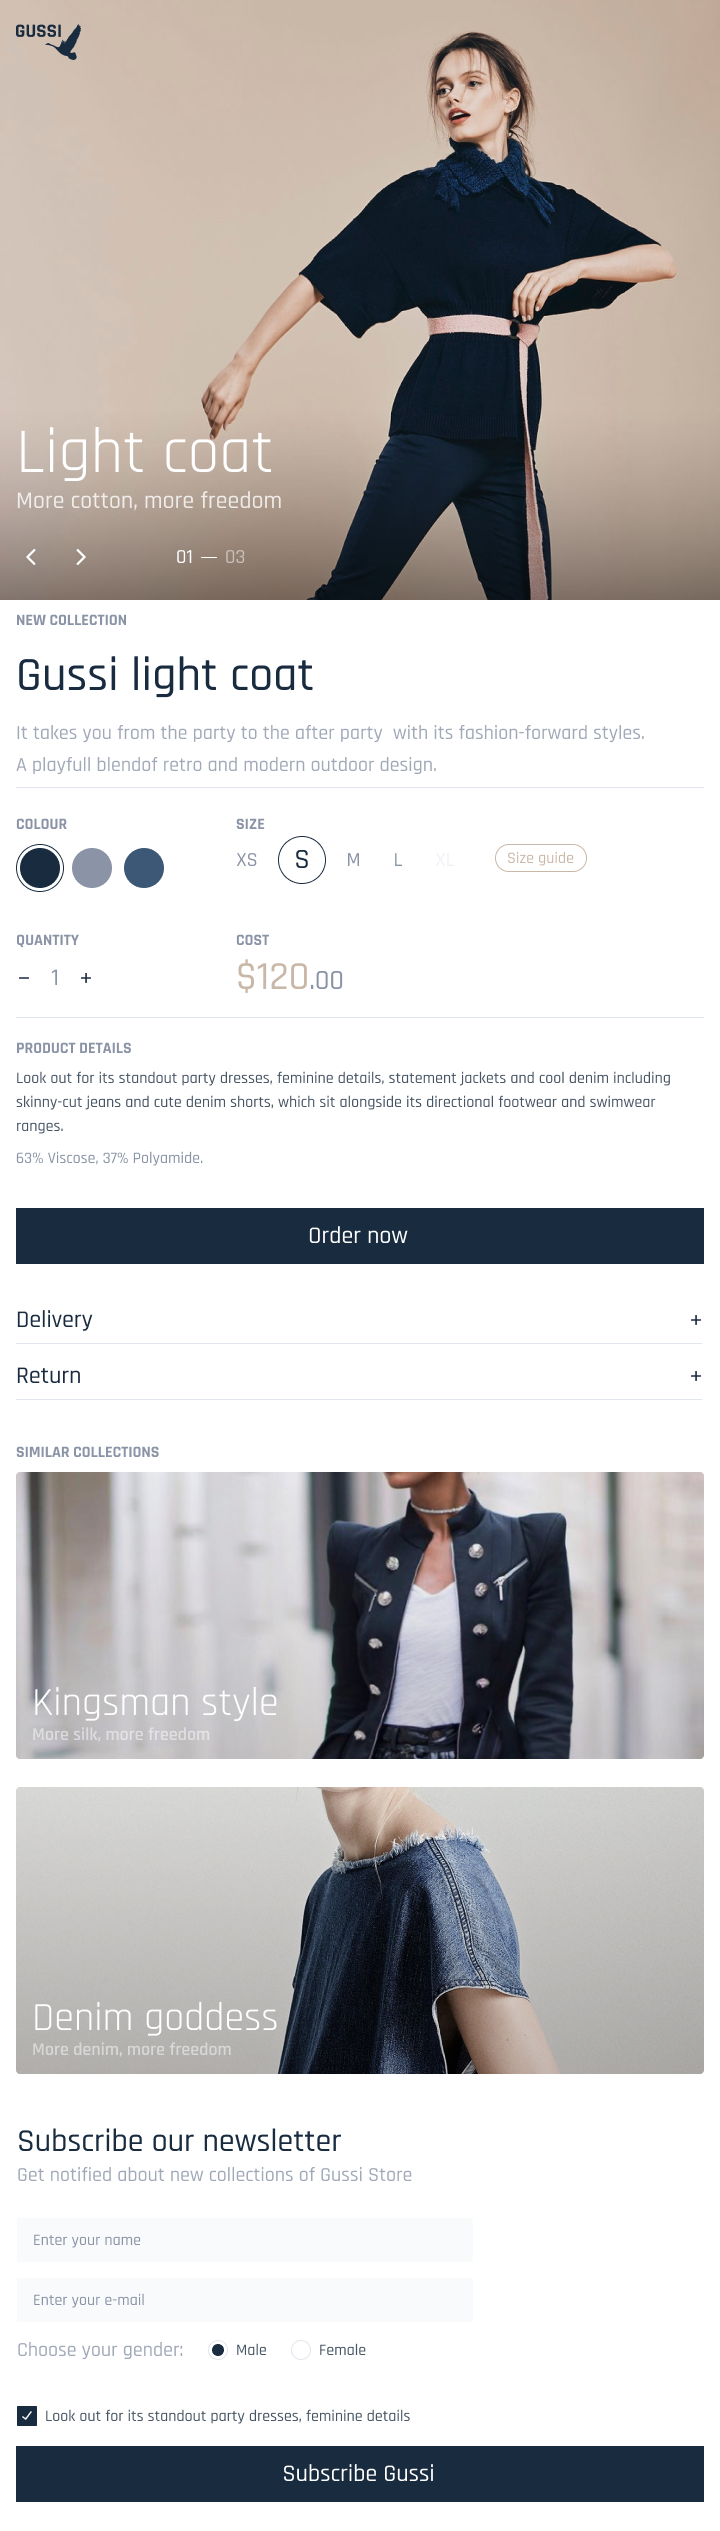 GUSSI
Light coat
More cotton, more freedom
01 — 03
NEW COLLECTION
Gussi light coat
It takes you from the party to the after party with its fashion-forward styles.
A playfull blendof retro and modern outdoor design.
COLOUR
SIZE
XS S M L XL Size guide
QUANTITY
COST
− 1 +
$120.00
PRODUCT DETAILS
Look out for its standout party dresses, feminine details, statement jackets and cool denim including
skinny-cut jeans and cute denim shorts, which sit alongside its directional footwear and swimwear
ranges.
63% Viscose, 37% Polyamide.
Order now
Delivery +
Return +
SIMILAR COLLECTIONS
Kingsman style
More silk, more freedom
Denim goddess
More denim, more freedom
Subscribe our newsletter
Get notified about new collections of Gussi Store
Enter your name
Enter your e-mail
Choose your gender: Male Female
Look out for its standout party dresses, feminine details
Subscribe Gussi